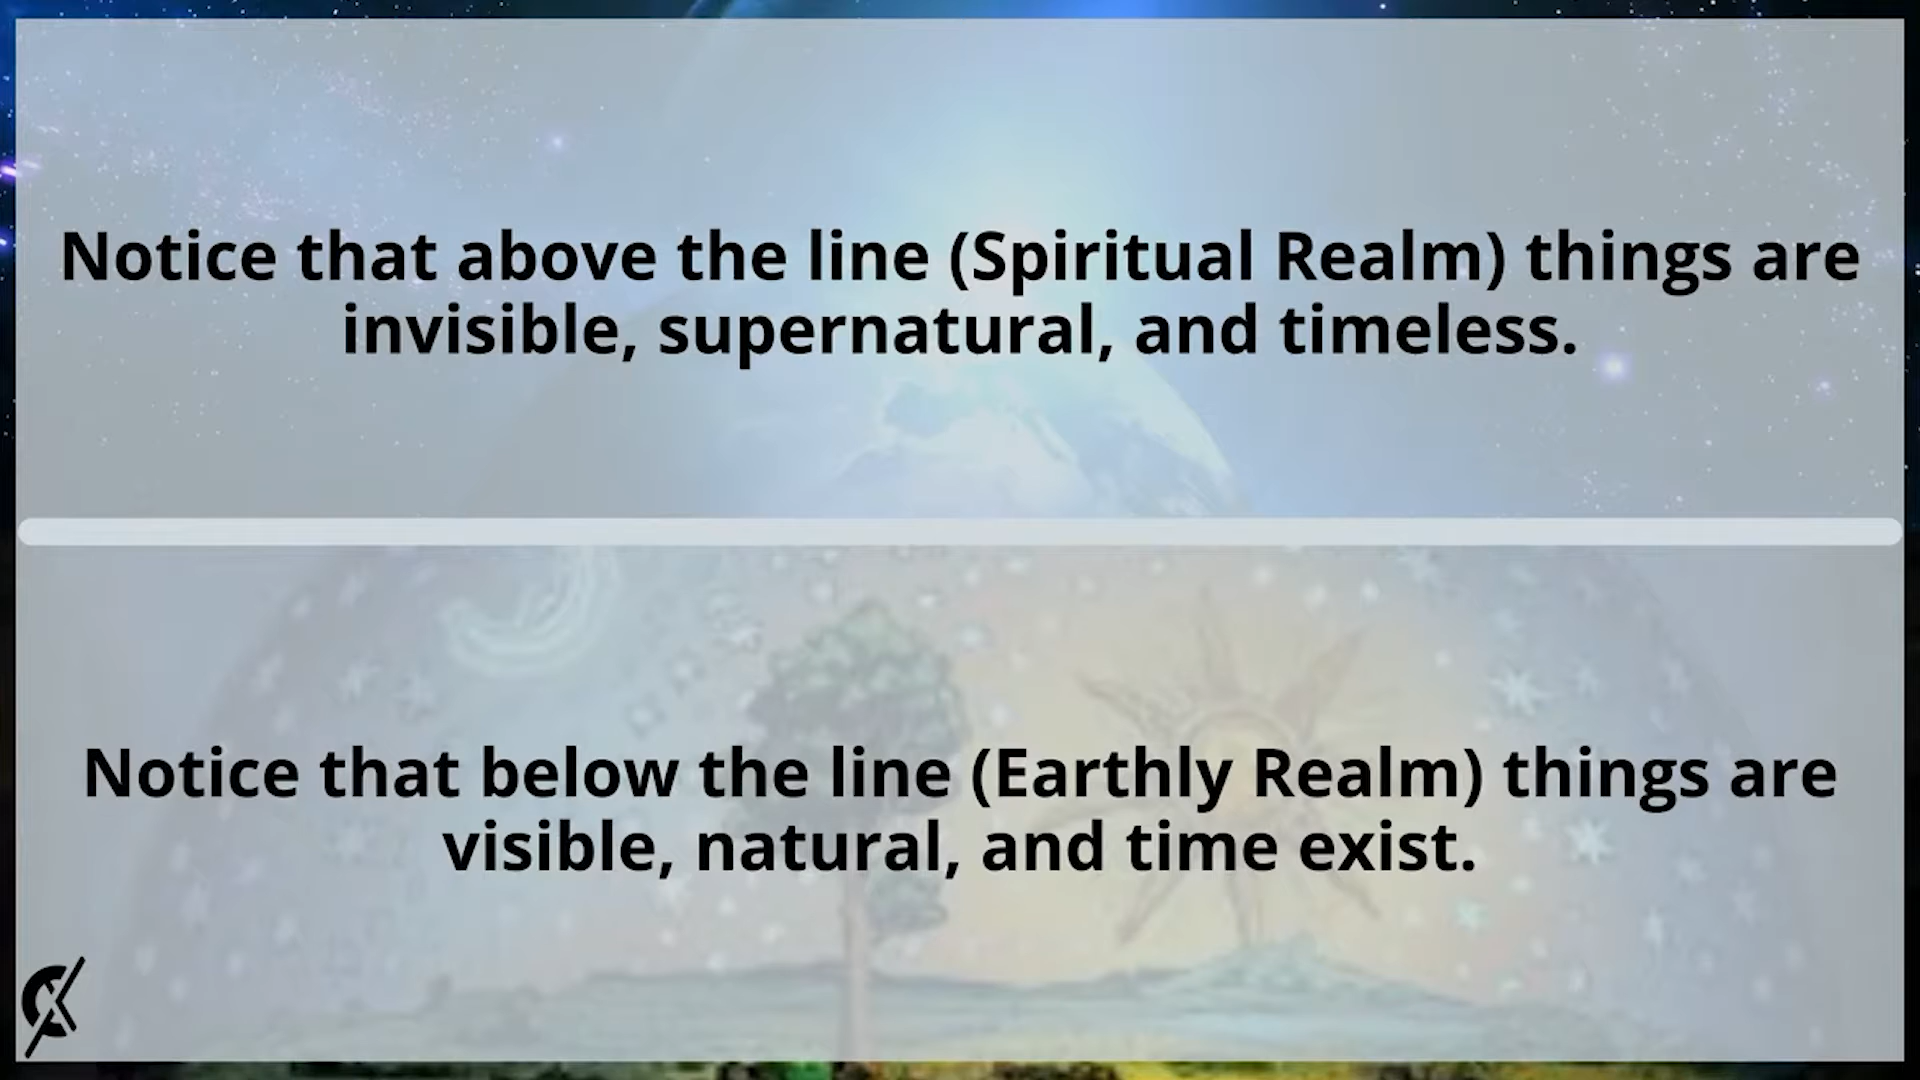 Notice that above the line (Spiritual Realm) things are
invisible, supernatural, and timeless.
Notice that below the line (Earthly Realm) things are
visible, natural, and time exist.